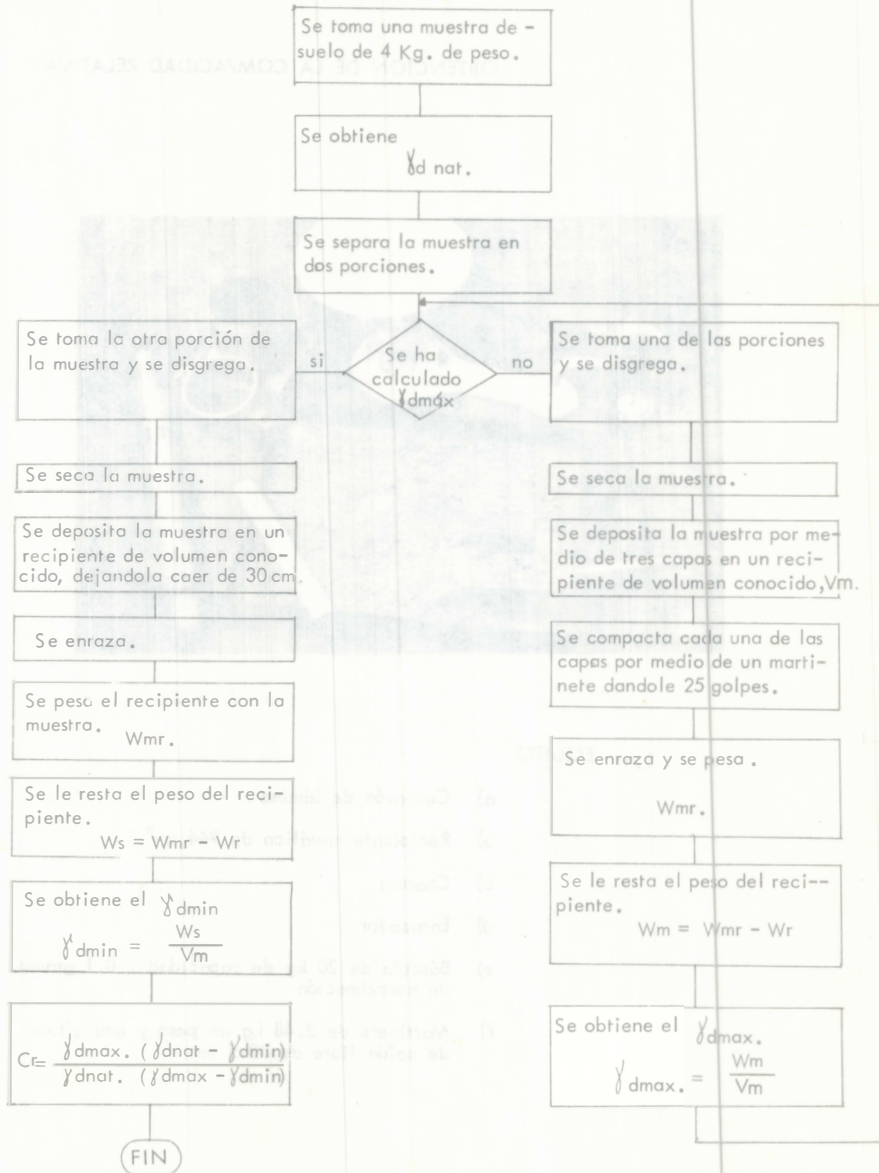 Se toma una muestra de -
suelo de 4 Kg. de peso.
Se obtiene
γd nat.
Se separa la muestra en
dos porciones.
Se ha
calculado
γdmáx
si
no
Se toma la otra porción de
la muestra y se disgrega.
Se seca la muestra.
Se deposita la muestra en un
recipiente de volumen cono-
cido, dejandola caer de 30 cm.
Se enraza.
Se pesa el recipiente con la
muestra.
Wmr.
Se le resta el peso del reci-
piente.
Ws = Wmr - Wr
Se obtiene el γdmin
γdmin = Ws
Vm
Cr= γdmax. (γdnat - γdmin)
γdnat. (γdmax - γdmin)
FIN
Se toma una de las porciones
y se disgrega.
Se seca la muestra.
Se deposita la muestra por me-
dio de tres capas en un reci-
piente de volumen conocido,Vm.
Se compacta cada una de las
capas por medio de un marti-
nete dandole 25 golpes.
Se enraza y se pesa .
Wmr.
Se le resta el peso del reci--
piente.
Wm = Wmr - Wr
Se obtiene el γdmax.
γdmax. = Wm
Vm